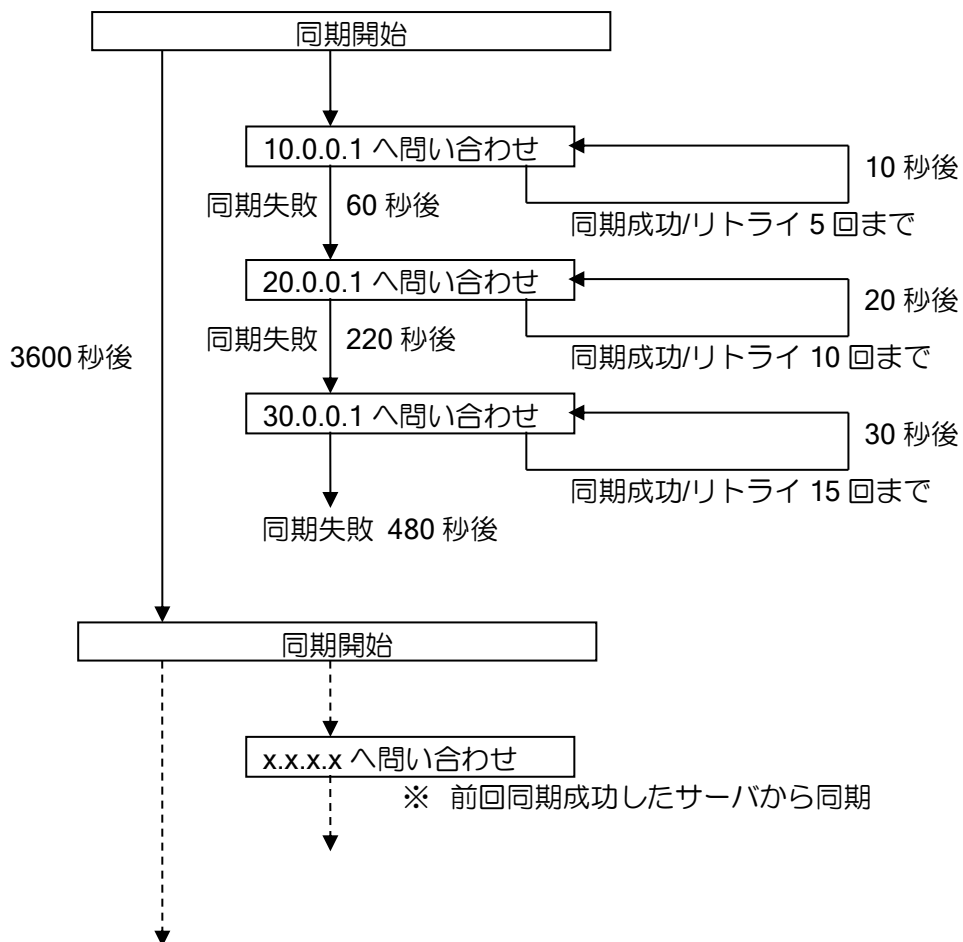 同期開始
10.0.0.1 へ問い合わせ
10 秒後
同期失敗 60 秒後
同期成功/リトライ 5 回まで
20.0.0.1 へ問い合わせ
20 秒後
3600 秒後
同期失敗 220 秒後
同期成功/リトライ 10 回まで
30.0.0.1 へ問い合わせ
30 秒後
同期成功/リトライ 15 回まで
同期失敗 480 秒後
同期開始
x.x.x.x へ問い合わせ
※ 前回同期成功したサーバから同期